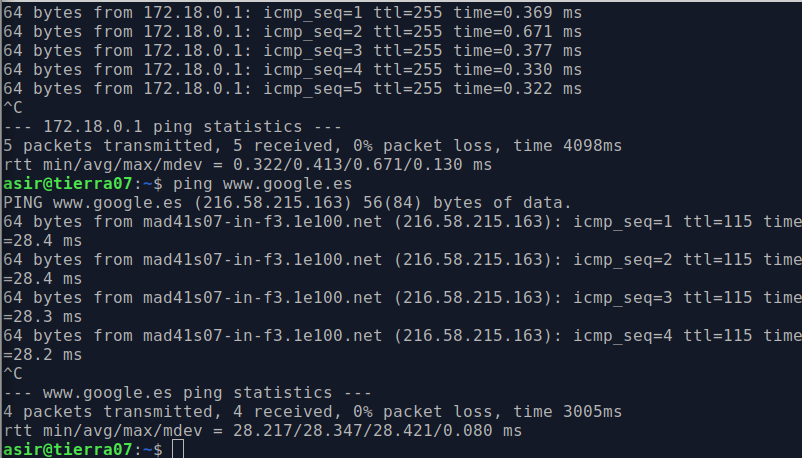 64 bytes from 172.18.0.1: icmp_seq=1 ttl=255 time=0.369 ms
64 bytes from 172.18.0.1: icmp_seq=2 ttl=255 time=0.671 ms
64 bytes from 172.18.0.1: icmp_seq=3 ttl=255 time=0.377 ms
64 bytes from 172.18.0.1: icmp_seq=4 ttl=255 time=0.330 ms
64 bytes from 172.18.0.1: icmp_seq=5 ttl=255 time=0.322 ms
^C
--- 172.18.0.1 ping statistics ---
5 packets transmitted, 5 received, 0% packet loss, time 4098ms
rtt min/avg/max/mdev = 0.322/0.413/0.671/0.130 ms
asir@tierra07:~$ ping www.google.es
PING www.google.es (216.58.215.163) 56(84) bytes of data.
64 bytes from mad41s07-in-f3.1e100.net (216.58.215.163): icmp_seq=1 ttl=115 time
=28.4 ms
64 bytes from mad41s07-in-f3.1e100.net (216.58.215.163): icmp_seq=2 ttl=115 time
=28.4 ms
64 bytes from mad41s07-in-f3.1e100.net (216.58.215.163): icmp_seq=3 ttl=115 time
=28.3 ms
64 bytes from mad41s07-in-f3.1e100.net (216.58.215.163): icmp_seq=4 ttl=115 time
=28.2 ms
^C
--- www.google.es ping statistics ---
4 packets transmitted, 4 received, 0% packet loss, time 3005ms
rtt min/avg/max/mdev = 28.217/28.347/28.421/0.080 ms
asir@tierra07:~$